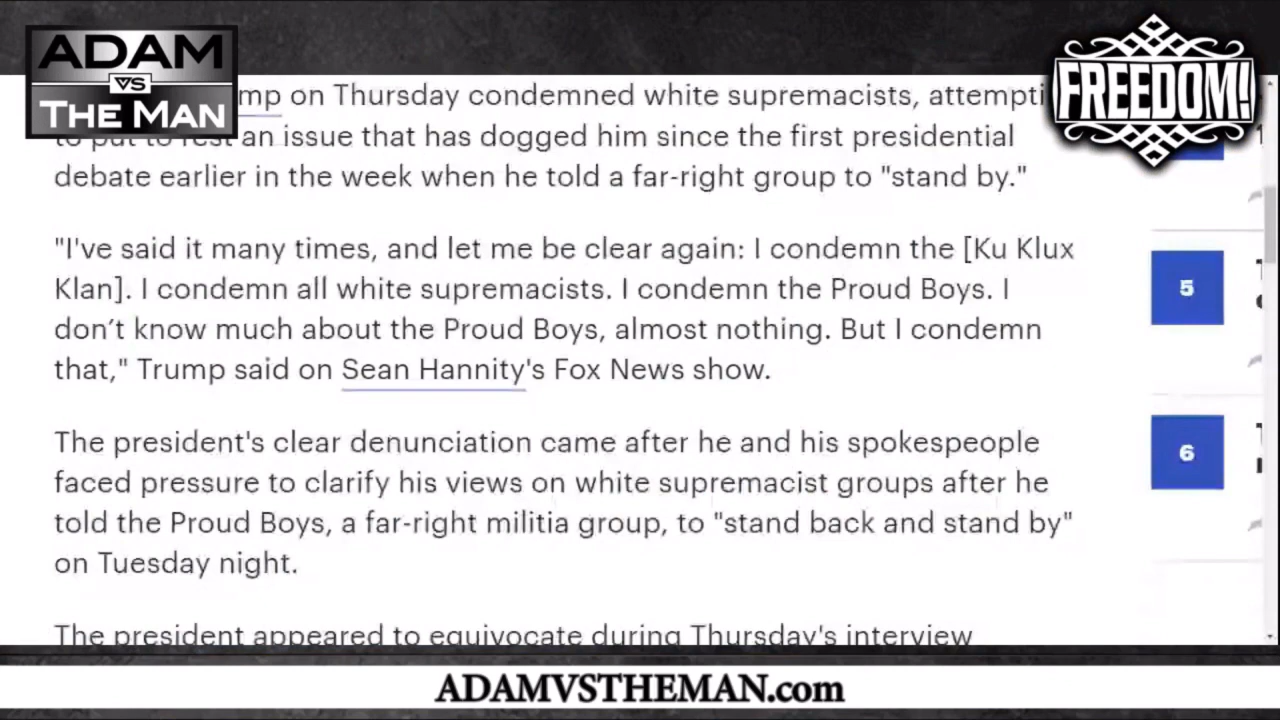 ADAM
VS
THE MAN
FREEDOM!
mp on Thursday condemned white supremacists, attempti
to put to rest an issue that has dogged him since the first presidential
debate earlier in the week when he told a far-right group to "stand by."
"I've said it many times, and let me be clear again: I condemn the [Ku Klux
Klan]. I condemn all white supremacists. I condemn the Proud Boys. I
don’t know much about the Proud Boys, almost nothing. But I condemn
that," Trump said on Sean Hannity's Fox News show.
The president's clear denunciation came after he and his spokespeople
faced pressure to clarify his views on white supremacist groups after he
told the Proud Boys, a far-right militia group, to "stand back and stand by"
on Tuesday night.
The president appeared to equivocate during Thursday's interview
5
6
ADAMVSTHEMAN.com